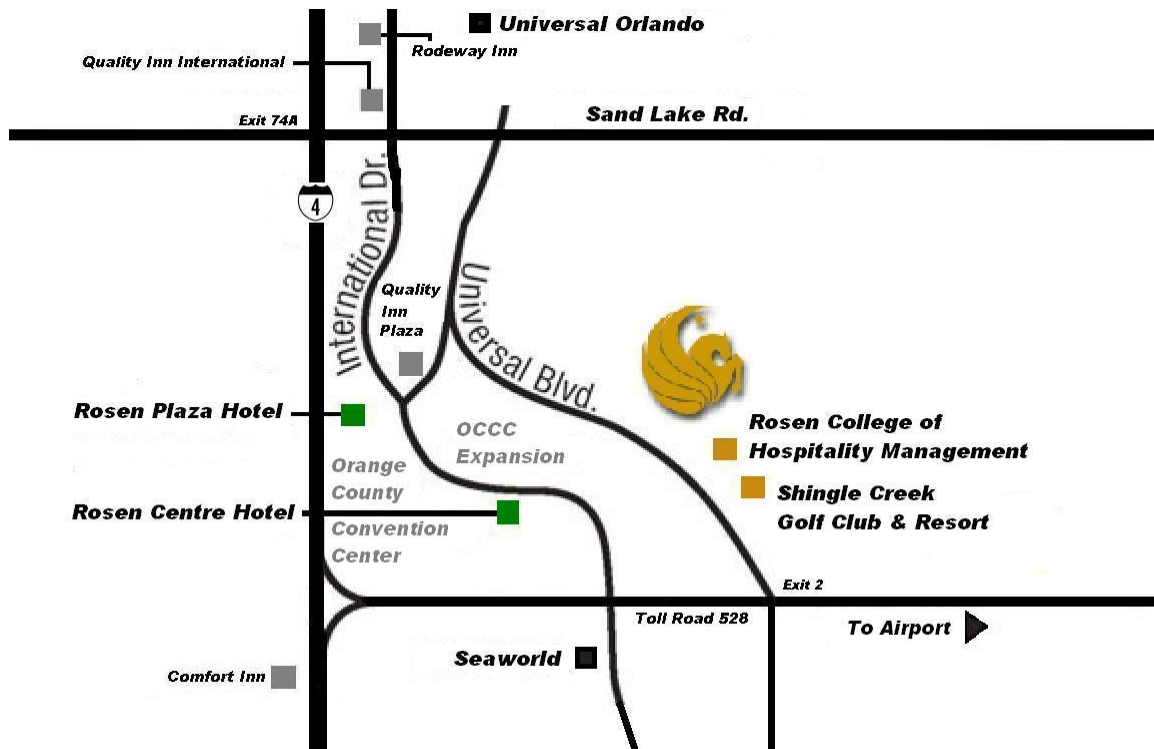 Universal Orlando
Rodeway Inn
Quality Inn International
Exit 74A
Sand Lake Rd.
International Dr.
4
Universal Blvd.
Quality
Inn
Plaza
Rosen Plaza Hotel
OCCC
Expansion
Rosen College of
Hospitality Management
Orange
County
Shingle Creek
Golf Club & Resort
Rosen Centre Hotel
Convention
Center
Exit 2
Toll Road 528
To Airport
Seaworld
Comfort Inn